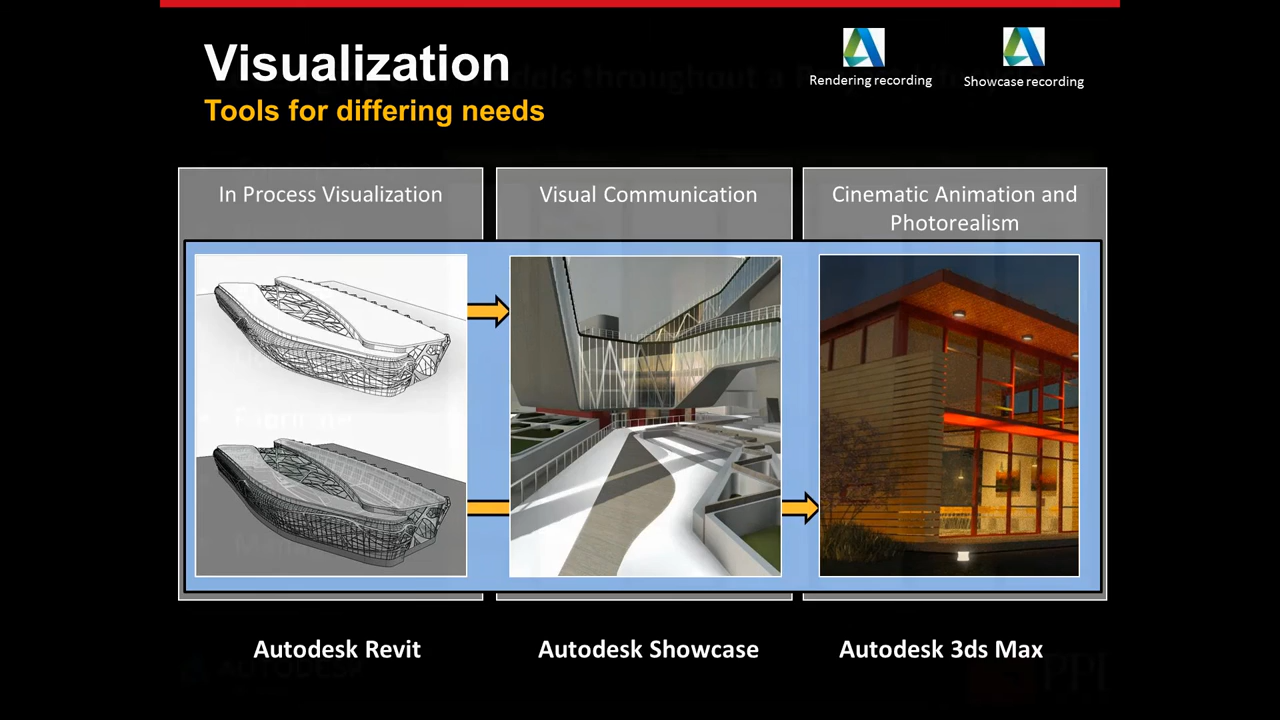 Visualization
Tools for differing needs
Rendering recording
Showcase recording
In Process Visualization
Visual Communication
Cinematic Animation and
Photorealism
Autodesk Revit
Autodesk Showcase
Autodesk 3ds Max